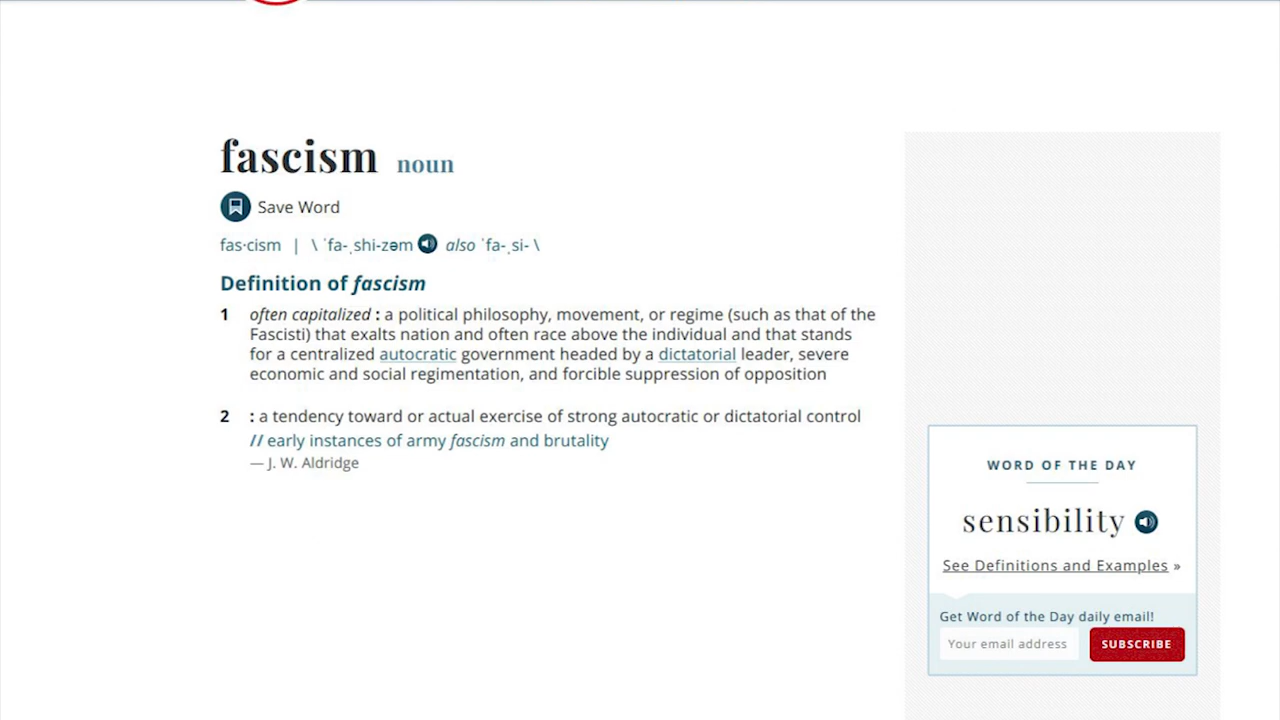 fascism noun
Save Word
fas·cism | \ ˈfa-ˌshi-zəm also ˈfa-ˌsi- \
Definition of fascism
1 often capitalized : a political philosophy, movement, or regime (such as that of the
Fascisti) that exalts nation and often race above the individual and that stands
for a centralized autocratic government headed by a dictatorial leader, severe
economic and social regimentation, and forcible suppression of opposition
2 : a tendency toward or actual exercise of strong autocratic or dictatorial control
// early instances of army fascism and brutality
— J. W. Aldridge
WORD OF THE DAY
sensibility
See Definitions and Examples »
Get Word of the Day daily email!
Your email address SUBSCRIBE